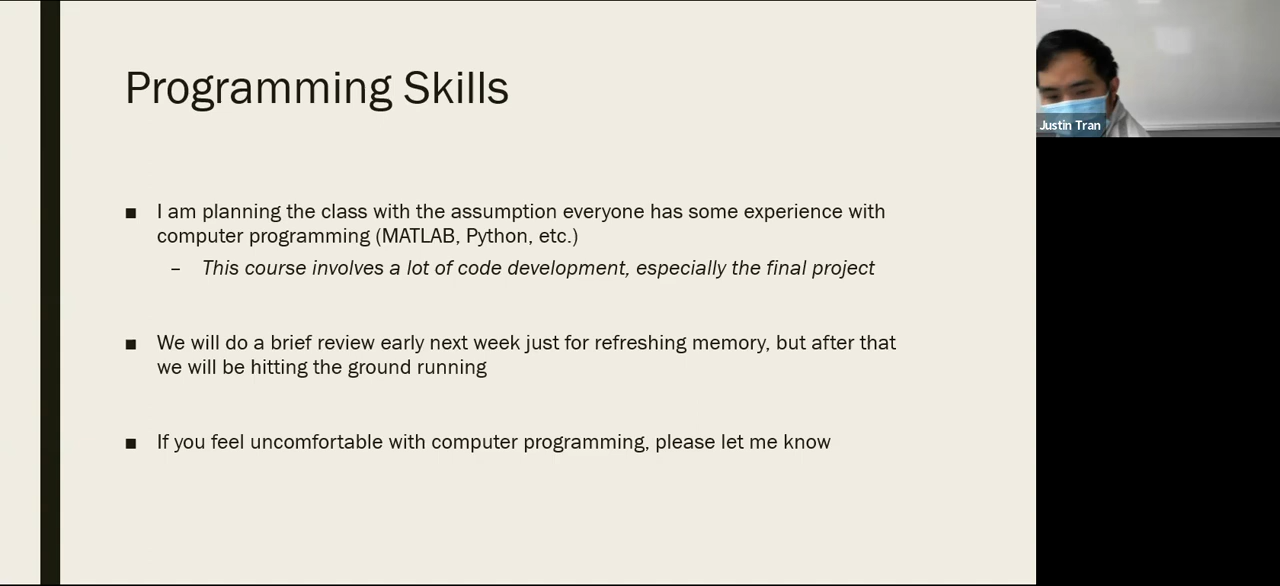 Programming Skills
■ I am planning the class with the assumption everyone has some experience with
computer programming (MATLAB, Python, etc.)
– This course involves a lot of code development, especially the final project
■ We will do a brief review early next week just for refreshing memory, but after that
we will be hitting the ground running
■ If you feel uncomfortable with computer programming, please let me know
Justin Tran